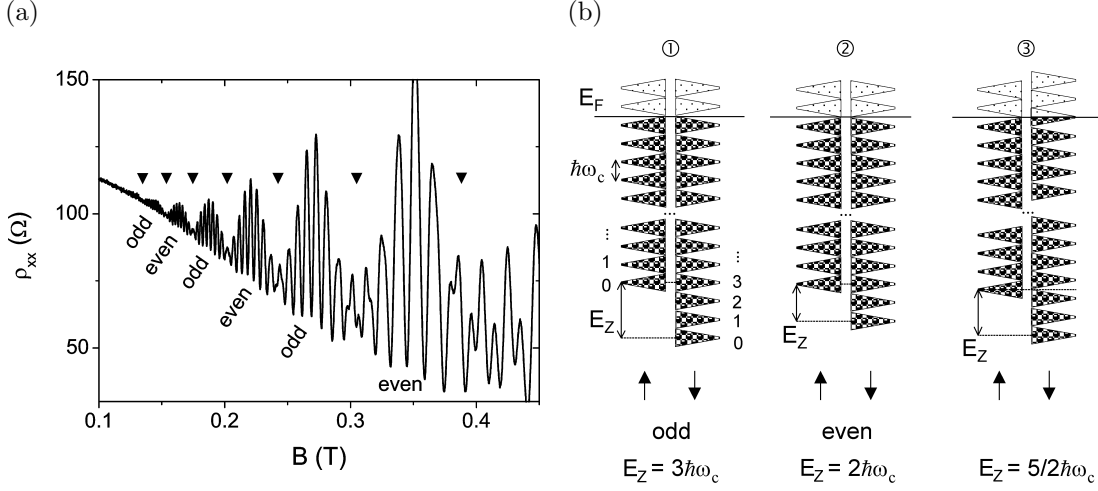 (a)
150
100
50
ρxx (Ω)
odd
even
odd
even
odd
even
0.1
0.2
0.3
0.4
B (T)
(b)
① ② ③
EF
ħωc
...
...
...
⋮
1
0
⋮
3
2
1
0
EZ
EZ
EZ
odd
even
EZ = 3ħωc
EZ = 2ħωc
EZ = 5/2ħωc